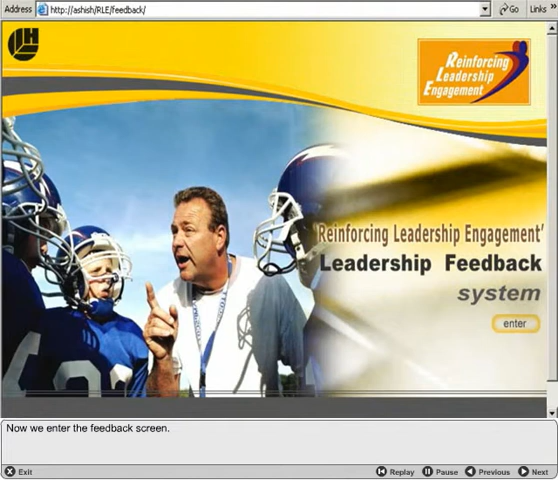 Address http://ashish/RLE/feedback/ Go Links »
LH
Reinforcing
Leadership
Engagement
'Reinforcing Leadership Engagement'
Leadership Feedback
system
enter
Now we enter the feedback screen.
Exit Replay Pause Previous Next